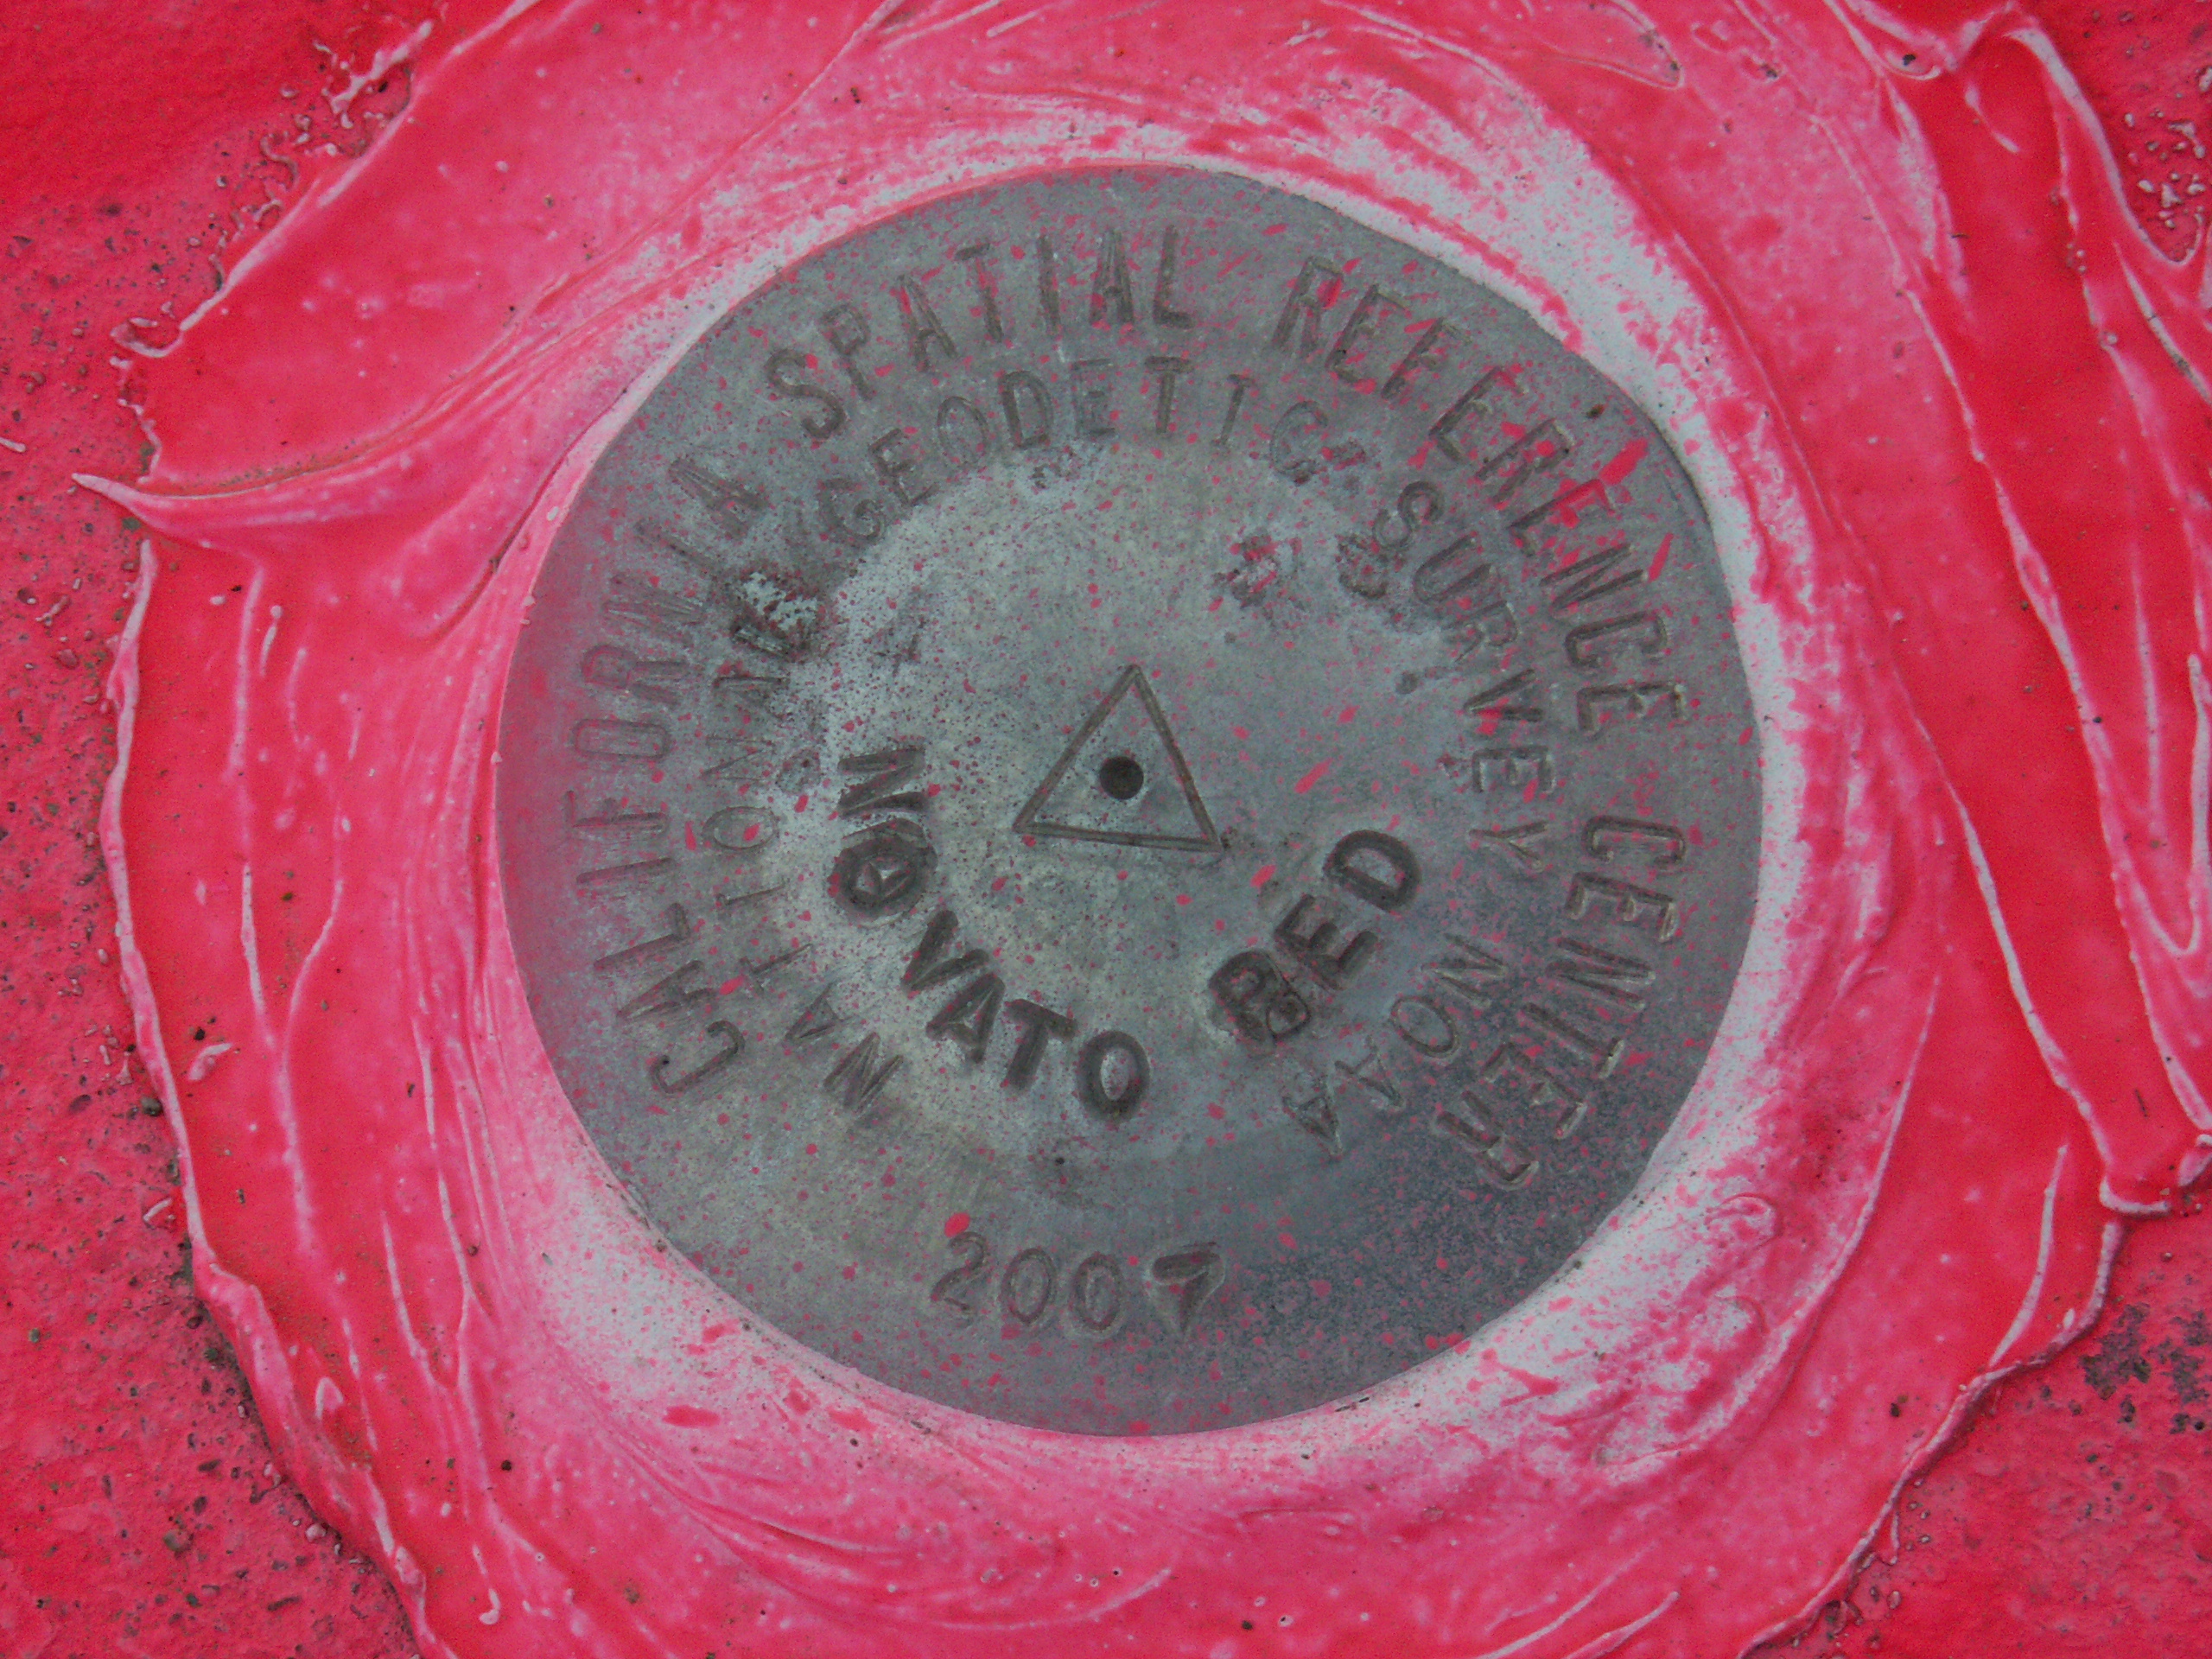 CALIFORNIA SPATIAL REFERENCE CENTER
NATIONAL GEODETIC SURVEY NOAA
NOVATO RED
2007